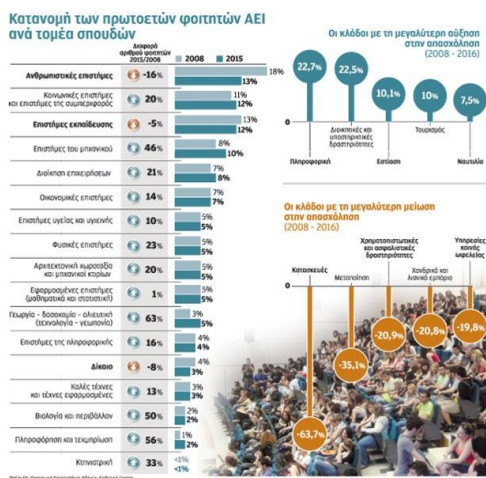 Κατανομή των πρωτοετών φοιτητών ΑΕΙ
ανά τομέα σπουδών
Διαφορά
αριθμού φοιτητών
2015/2008
2008 2015
Ανθρωπιστικές επιστήμες -16% 18% 13%
Κοινωνικές επιστήμες
και επιστήμες της συμπεριφοράς 20% 11% 12%
Επιστήμες εκπαίδευσης -5% 13% 12%
Επιστήμες του μηχανικού 46% 8% 10%
Διοίκηση επιχειρήσεων 21% 7% 8%
Οικονομικές επιστήμες 14% 7% 7%
Επιστήμες υγείας και υγιεινής 10% 5% 5%
Φυσικές επιστήμες 23% 5% 5%
Αρχιτεκτονική χωροταξία
και μηχανικοί κτιρίων 20% 5% 5%
Εφαρμοσμένες επιστήμες
(μαθηματικά και στατιστική) 1% 5% 5%
Γεωργία - δασοκομία - αλιευτική
(τεχνολογία - γεωπονία) 63% 3% 5%
Επιστήμες της πληροφορικής 16% 4% 4%
Δίκαιο -8% 4% 3%
Καλές τέχνες
και τέχνες εφαρμοσμένες 13% 3% 3%
Βιολογία και περιβάλλον 50% 2% 2%
Πληροφόρηση και τεκμηρίωση 56% 1% 2%
Κτηνιατρική 33% <1% <1%
Οι κλάδοι με τη μεγαλύτερη αύξηση
στην απασχόληση
(2008 - 2016)
22,7% 22,5% 10,1% 10% 7,5%
0
Διοικητικές και
υποστηρικτικές
δραστηριότητες
Τουρισμός
Πληροφορική Εστίαση Ναυτιλία
Οι κλάδοι με τη μεγαλύτερη μείωση
στην απασχόληση
(2008 - 2016)
Χρηματοπιστωτικές
και ασφαλιστικές
δραστηριότητες
Υπηρεσίες
κοινής
ωφελείας
Κατασκευές Μεταποίηση
Χονδρικό και
λιανικό εμπόριο
0
-63,7% -35,1% -20,9% -20,8% -19,8%